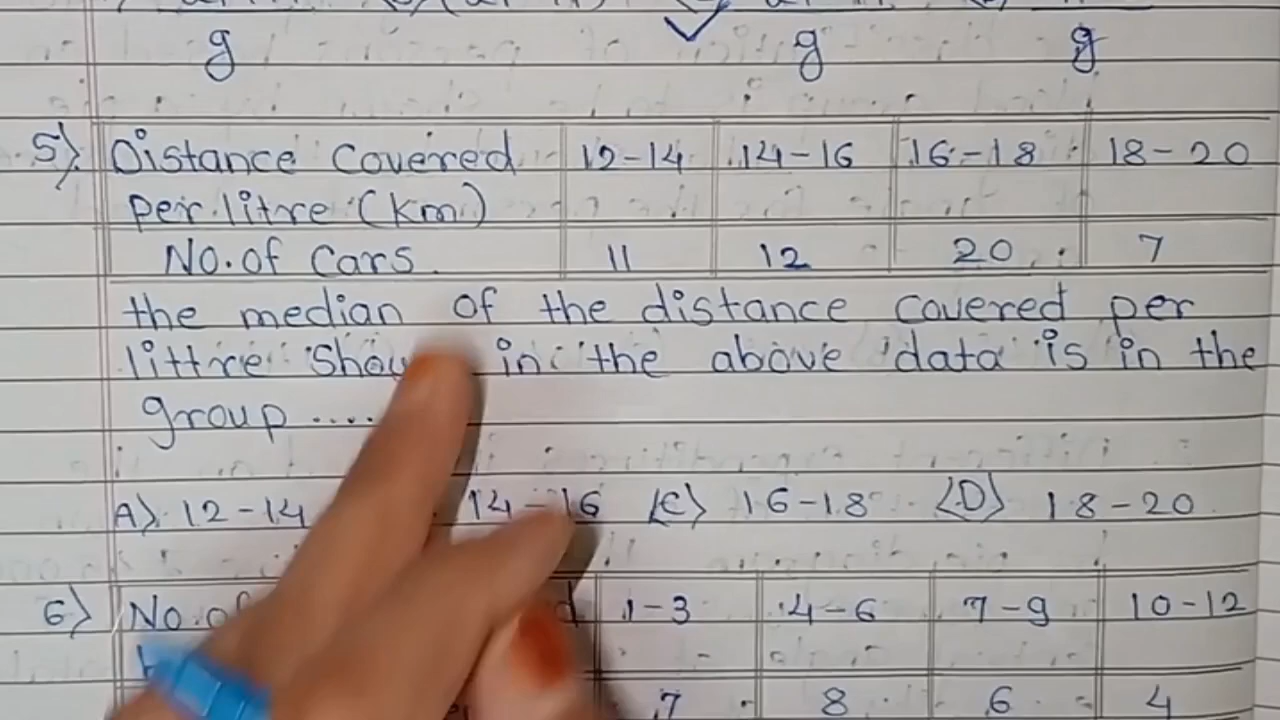 g g g
5) Distance Covered 12-14 14-16 16-18 18-20
per litre (km)
No. of Cars 11 12 20 7
the median of the distance covered per
littre in the above data is in the
group ....
A) 12-14 14-16 (C) 16-18 (D) 18-20
6) No. of 1-3 4-6 7-9 10-12
7 8 6 4